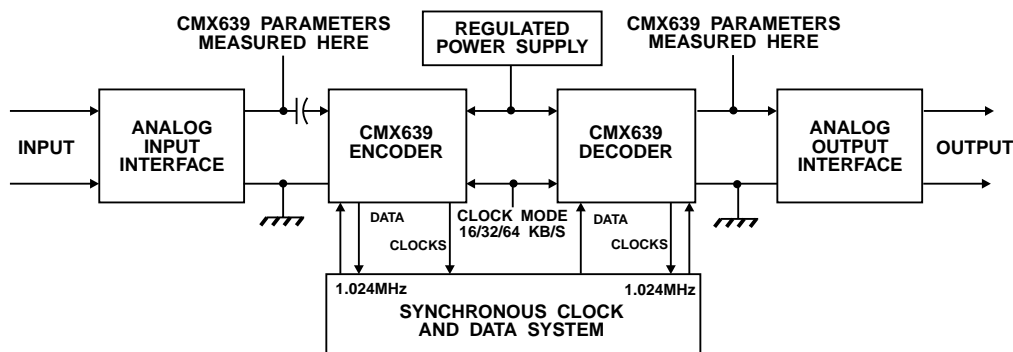 CMX639 PARAMETERS
MEASURED HERE
REGULATED
POWER SUPPLY
CMX639 PARAMETERS
MEASURED HERE
INPUT
ANALOG
INPUT
INTERFACE
CMX639
ENCODER
CMX639
DECODER
ANALOG
OUTPUT
INTERFACE
OUTPUT
DATA
CLOCKS
CLOCK MODE
16/32/64 KB/S
DATA
CLOCKS
1.024MHz
1.024MHz
SYNCHRONOUS CLOCK
AND DATA SYSTEM